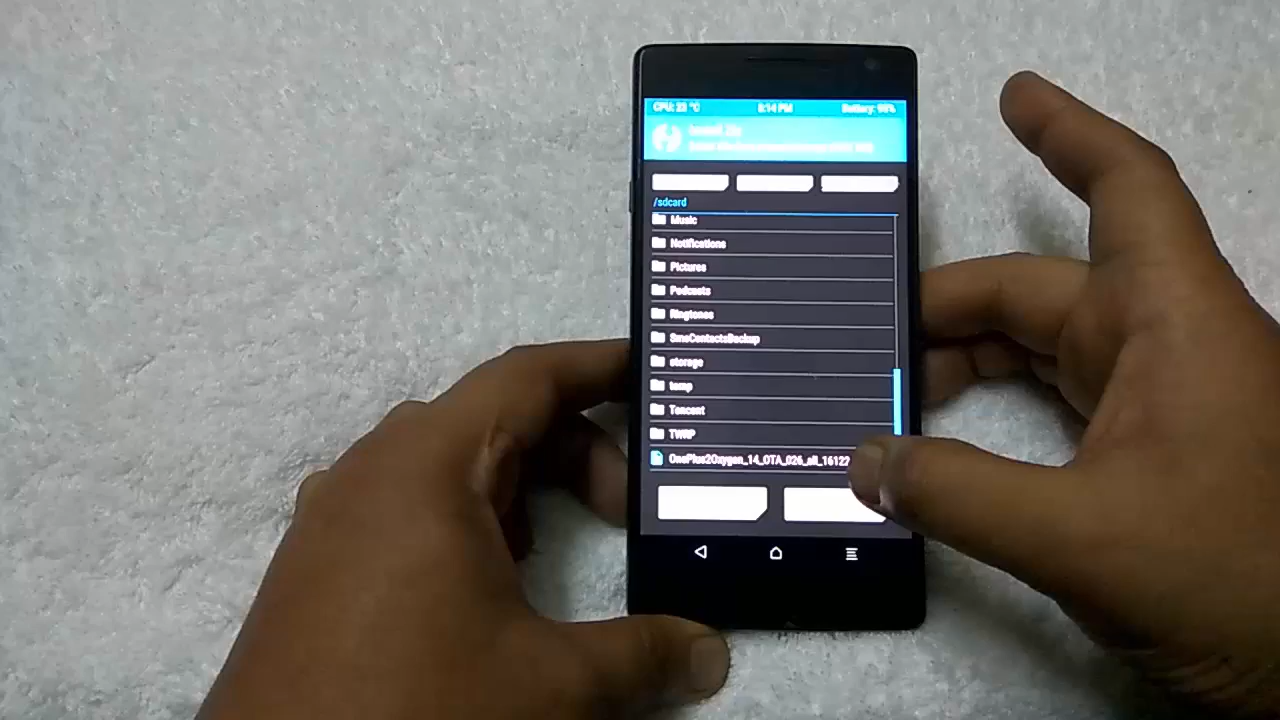 CPU: 23 °C 8:14 PM Battery: 98%
Install Zip
/sdcard
Music
Notifications
Pictures
Podcasts
Ringtones
SmsContactsBackup
storage
temp
Tencent
TWRP
OnePlus2Oxygen_14_OTA_026_all_16122